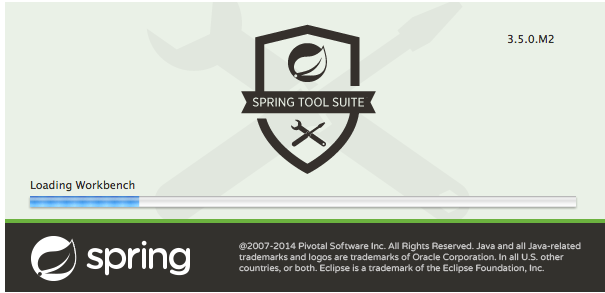 3.5.0.M2
SPRING TOOL SUITE
Loading Workbench
spring
@2007-2014 Pivotal Software Inc. All Rights Reserved. Java and all Java-related
trademarks and logos are trademarks of Oracle Corporation. In all U.S. other
countries, or both. Eclipse is a trademark of the Eclipse Foundation, Inc.